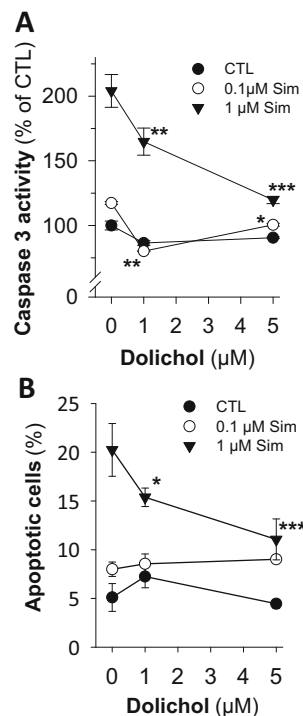 A
CTL
0.1µM Sim
1 µM Sim
Caspase 3 activity (% of CTL)
200
100
0
**
***
*
**
0 1 2 3 4 5
Dolichol (µM)
B
CTL
0.1 µM Sim
1 µM Sim
Apoptotic cells (%)
25
20
15
10
5
0
*
***
0 1 2 3 4 5
Dolichol (µM)